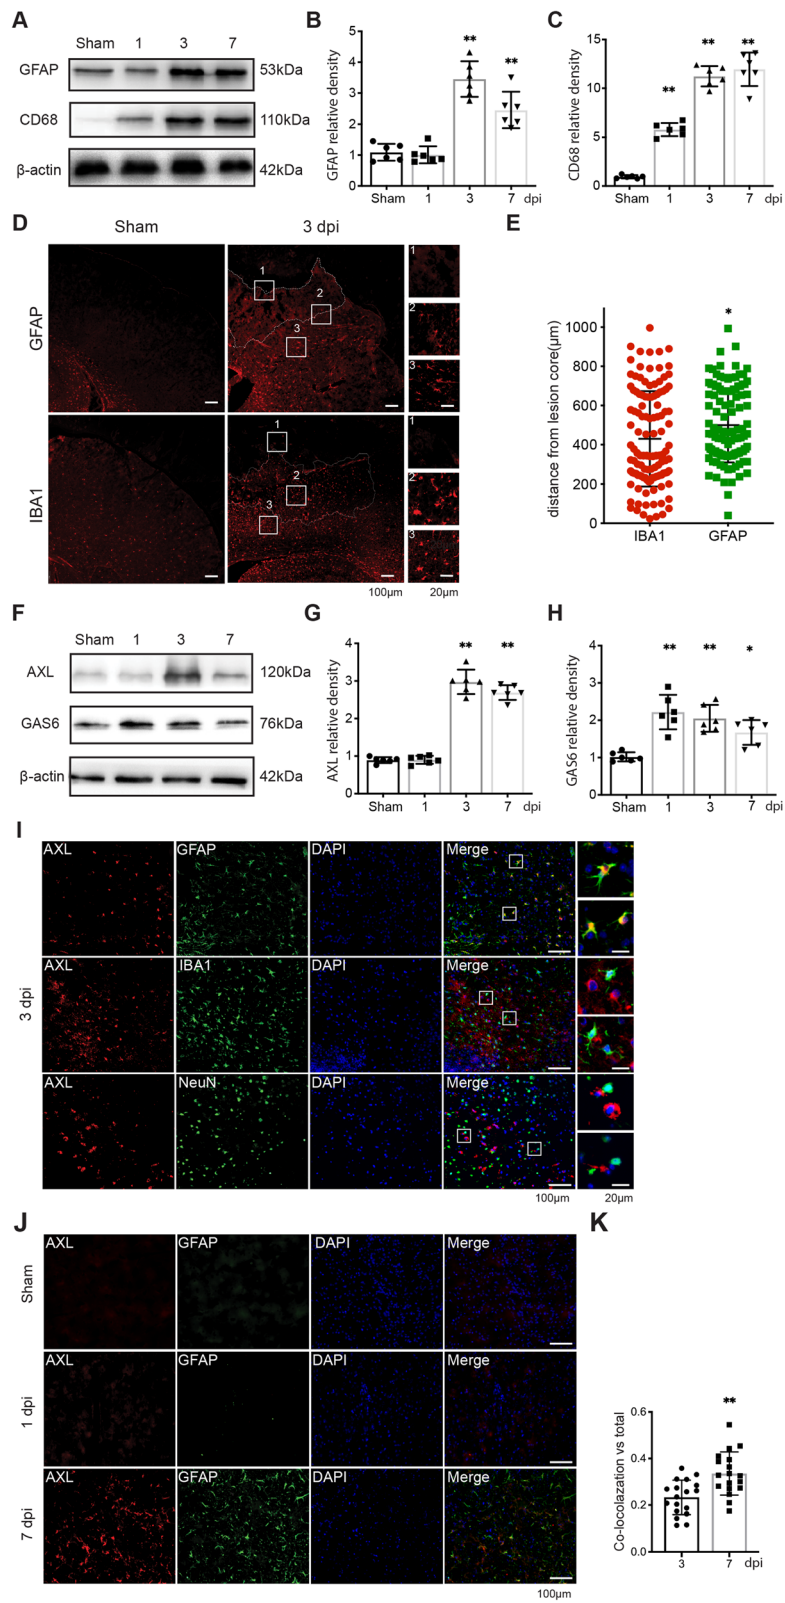 A
Sham 1 3 7
GFAP 53kDa
CD68 110kDa
β-actin 42kDa
B
GFAP relative density
5
4
3
2
1
0
** **
Sham 1 3 7 dpi
C
CD68 relative density
15
10
5
0
** ** **
Sham 1 3 7 dpi
D
Sham 3 dpi
GFAP
1
2
3
1
2
3
IBA1
1
2
3
1
2
3
100μm 20μm
E
distance from lesion core(μm)
1000
800
600
400
200
0
*
IBA1 GFAP
F
Sham 1 3 7
AXL 120kDa
GAS6 76kDa
β-actin 42kDa
G
AXL relative density
4
3
2
1
0
** **
Sham 1 3 7 dpi
H
GAS6 relative density
4
3
2
1
0
** ** *
Sham 1 3 7 dpi
I
3 dpi
AXL GFAP DAPI Merge
AXL IBA1 DAPI Merge
AXL NeuN DAPI Merge
100μm 20μm
J
Sham
AXL GFAP DAPI Merge
1 dpi
AXL GFAP DAPI Merge
7 dpi
AXL GFAP DAPI Merge
100μm
K
Co-locolazation vs total
0.6
0.4
0.2
0.0
**
3 7 dpi